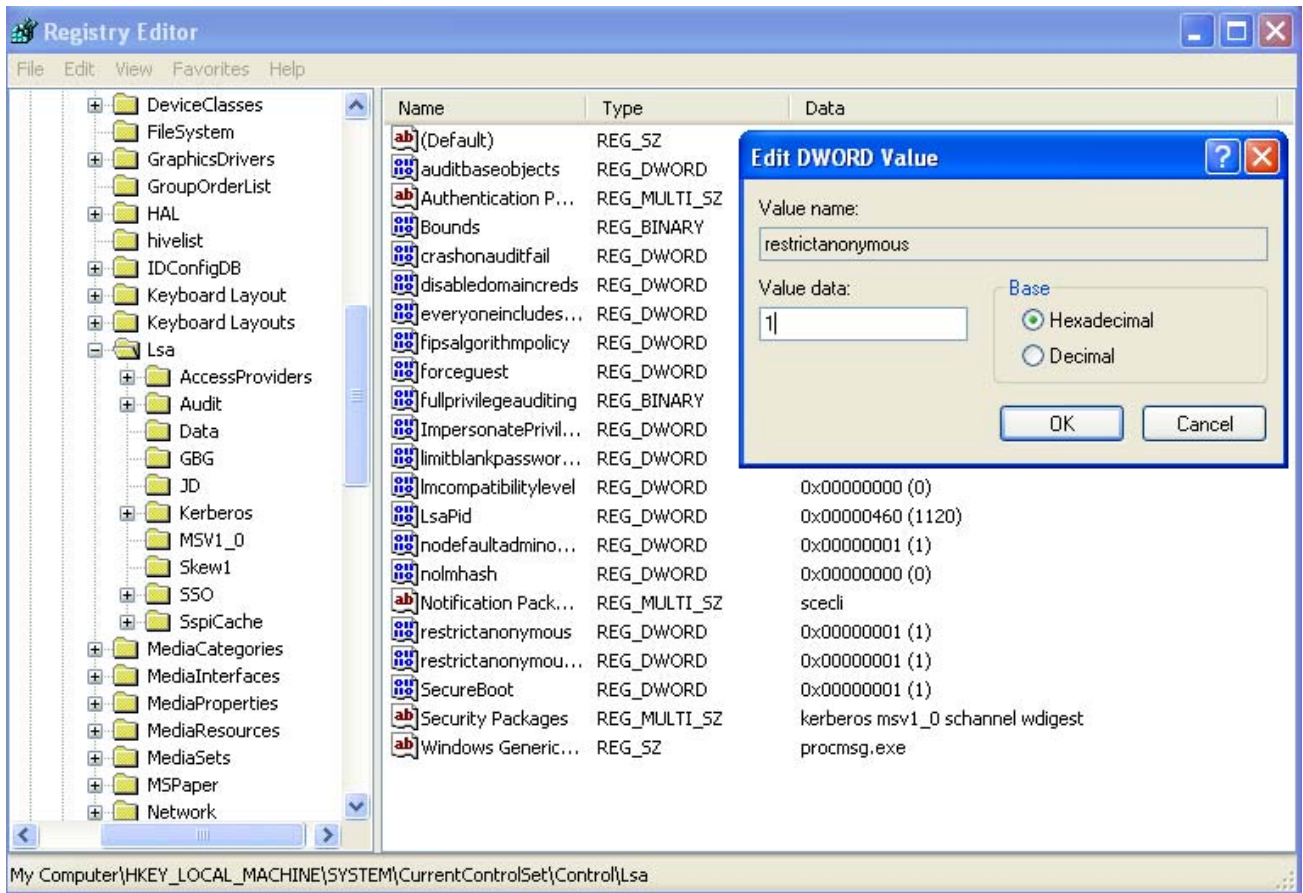 Registry Editor
File Edit View Favorites Help
DeviceClasses
FileSystem
GraphicsDrivers
GroupOrderList
HAL
hivelist
IDConfigDB
Keyboard Layout
Keyboard Layouts
Lsa
AccessProviders
Audit
Data
GBG
JD
Kerberos
MSV1_0
Skew1
SSO
SspiCache
MediaCategories
MediaInterfaces
MediaProperties
MediaResources
MediaSets
MSPaper
Network
Name Type Data
(Default) REG_SZ
auditbaseobjects REG_DWORD
Authentication P... REG_MULTI_SZ
Bounds REG_BINARY
crashonauditfail REG_DWORD
disabledomaincreds REG_DWORD
everyoneincludes... REG_DWORD
fipsalgorithmpolicy REG_DWORD
forceguest REG_DWORD
fullprivilegeauditing REG_BINARY
ImpersonatePrivil... REG_DWORD
limitblankpasswor... REG_DWORD
lmcompatibilitylevel REG_DWORD 0x00000000 (0)
LsaPid REG_DWORD 0x00000460 (1120)
nodefaultadmino... REG_DWORD 0x00000001 (1)
nolmhash REG_DWORD 0x00000000 (0)
Notification Pack... REG_MULTI_SZ scecli
restrictanonymous REG_DWORD 0x00000001 (1)
restrictanonymou... REG_DWORD 0x00000001 (1)
SecureBoot REG_DWORD 0x00000001 (1)
Security Packages REG_MULTI_SZ kerberos msv1_0 schannel wdigest
Windows Generic... REG_SZ procmsg.exe
Edit DWORD Value
Value name:
restrictanonymous
Value data:
1
Base
Hexadecimal
Decimal
OK Cancel
My Computer\HKEY_LOCAL_MACHINE\SYSTEM\CurrentControlSet\Control\Lsa